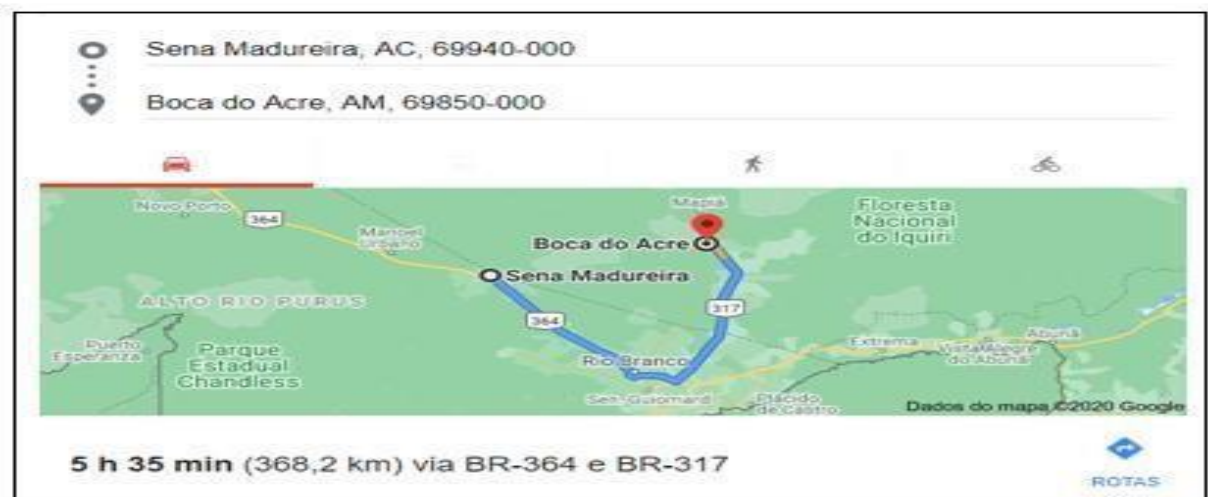 Sena Madureira, AC, 69940-000
Boca do Acre, AM, 69850-000
Novo Porto
364
Manoel Urbano
Mapiá
Floresta
Nacional
do Iquiri
Boca do Acre
Sena Madureira
ALTO RIO PURUS
364
317
Puerto
Esperanza
Parque
Estadual
Chandless
Rio Branco
Extrema
Vista Alegre
do Abunã
Abunã
Sen. Guiomard
Plácido
de Castro
Dados do mapa ©2020 Google
5 h 35 min (368,2 km) via BR-364 e BR-317
ROTAS